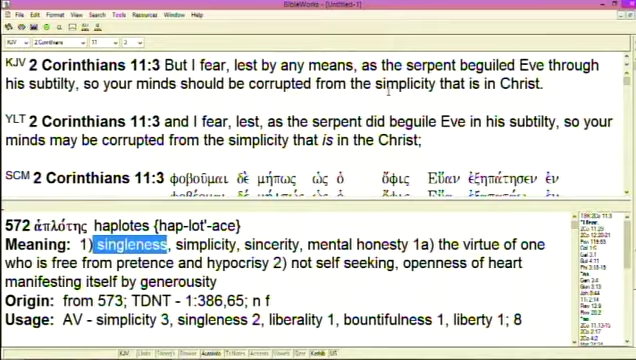 BibleWorks - [Untitled-1]
File Edit Format View Search Tools Resources Window Help
KJV 2 Corinthians 11 3
KJV 2 Corinthians 11:3 But I fear, lest by any means, as the serpent beguiled Eve through
his subtilty, so your minds should be corrupted from the simplicity that is in Christ.
YLT 2 Corinthians 11:3 and I fear, lest, as the serpent did beguile Eve in his subtilty, so your
minds may be corrupted from the simplicity that is in the Christ;
SCM 2 Corinthians 11:3 φοβοῦμαι δὲ μήπως ὡς ὁ ὄφις Εὕαν ἐξηπάτησεν ἐν
572 ἁπλότης haplotes {hap-lot'-ace}
Meaning: 1) singleness, simplicity, sincerity, mental honesty 1a) the virtue of one
who is free from pretence and hypocrisy 2) not self seeking, openness of heart
manifesting itself by generousity
Origin: from 573; TDNT - 1:386,65; n f
Usage: AV - simplicity 3, singleness 2, liberality 1, bountifulness 1, liberty 1; 8